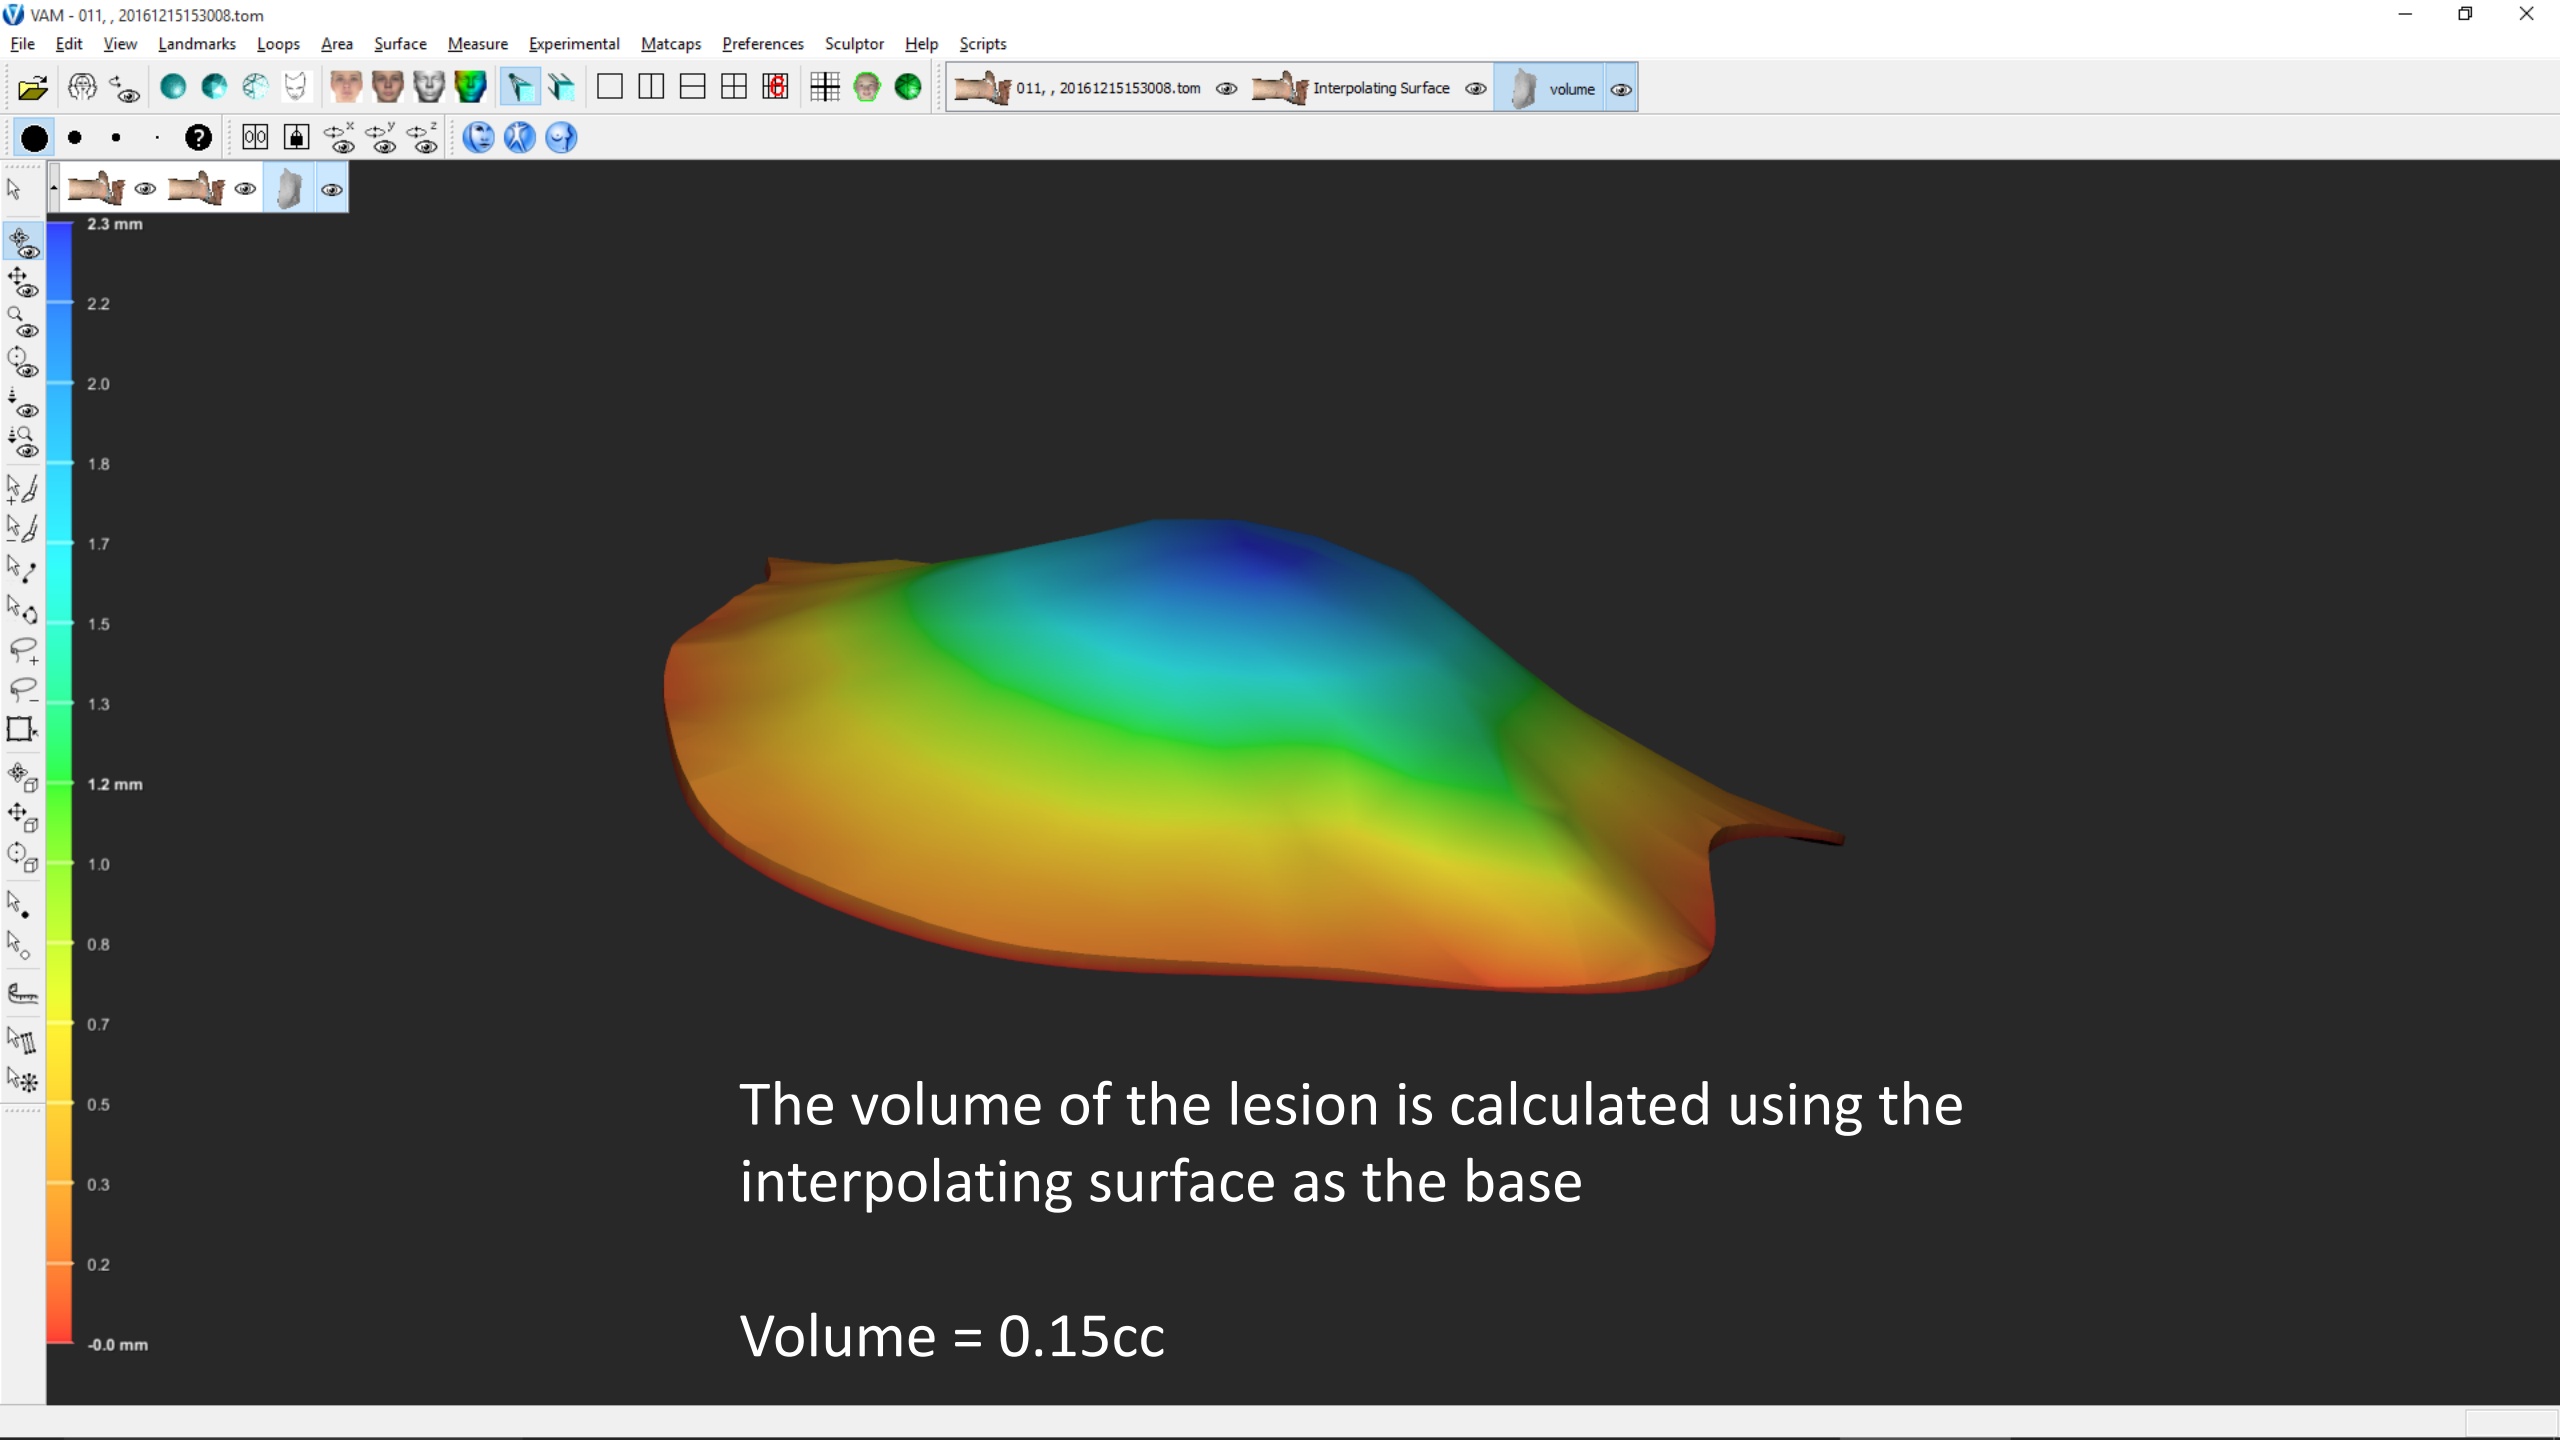 VAM - 011, , 20161215153008.tom
File Edit View Landmarks Loops Area Surface Measure Experimental Matcaps Preferences Sculptor Help Scripts
011, , 20161215153008.tom Interpolating Surface volume
2.3 mm
2.2
2.0
1.8
1.7
1.5
1.3
1.2 mm
1.0
0.8
0.7
0.5
0.3
0.2
-0.0 mm
The volume of the lesion is calculated using the
interpolating surface as the base
Volume = 0.15cc